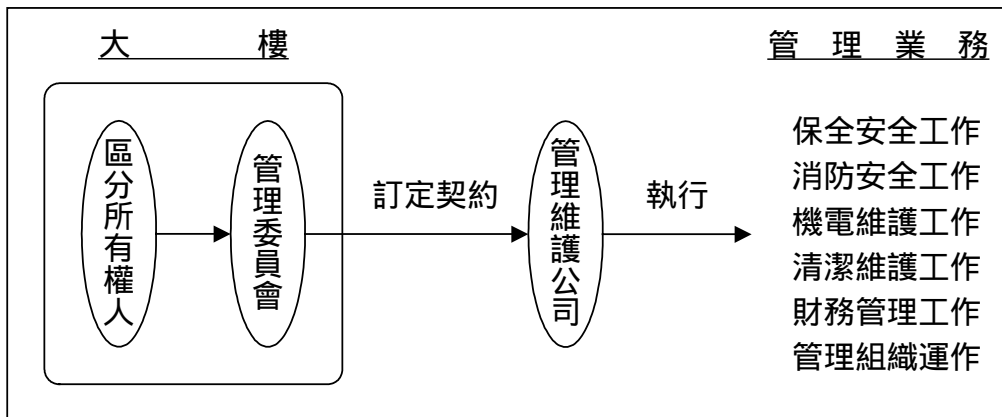 大樓
管理業務
區分所有權人
管理委員會
訂定契約
管理維護公司
執行
保全安全工作
消防安全工作
機電維護工作
清潔維護工作
財務管理工作
管理組織運作